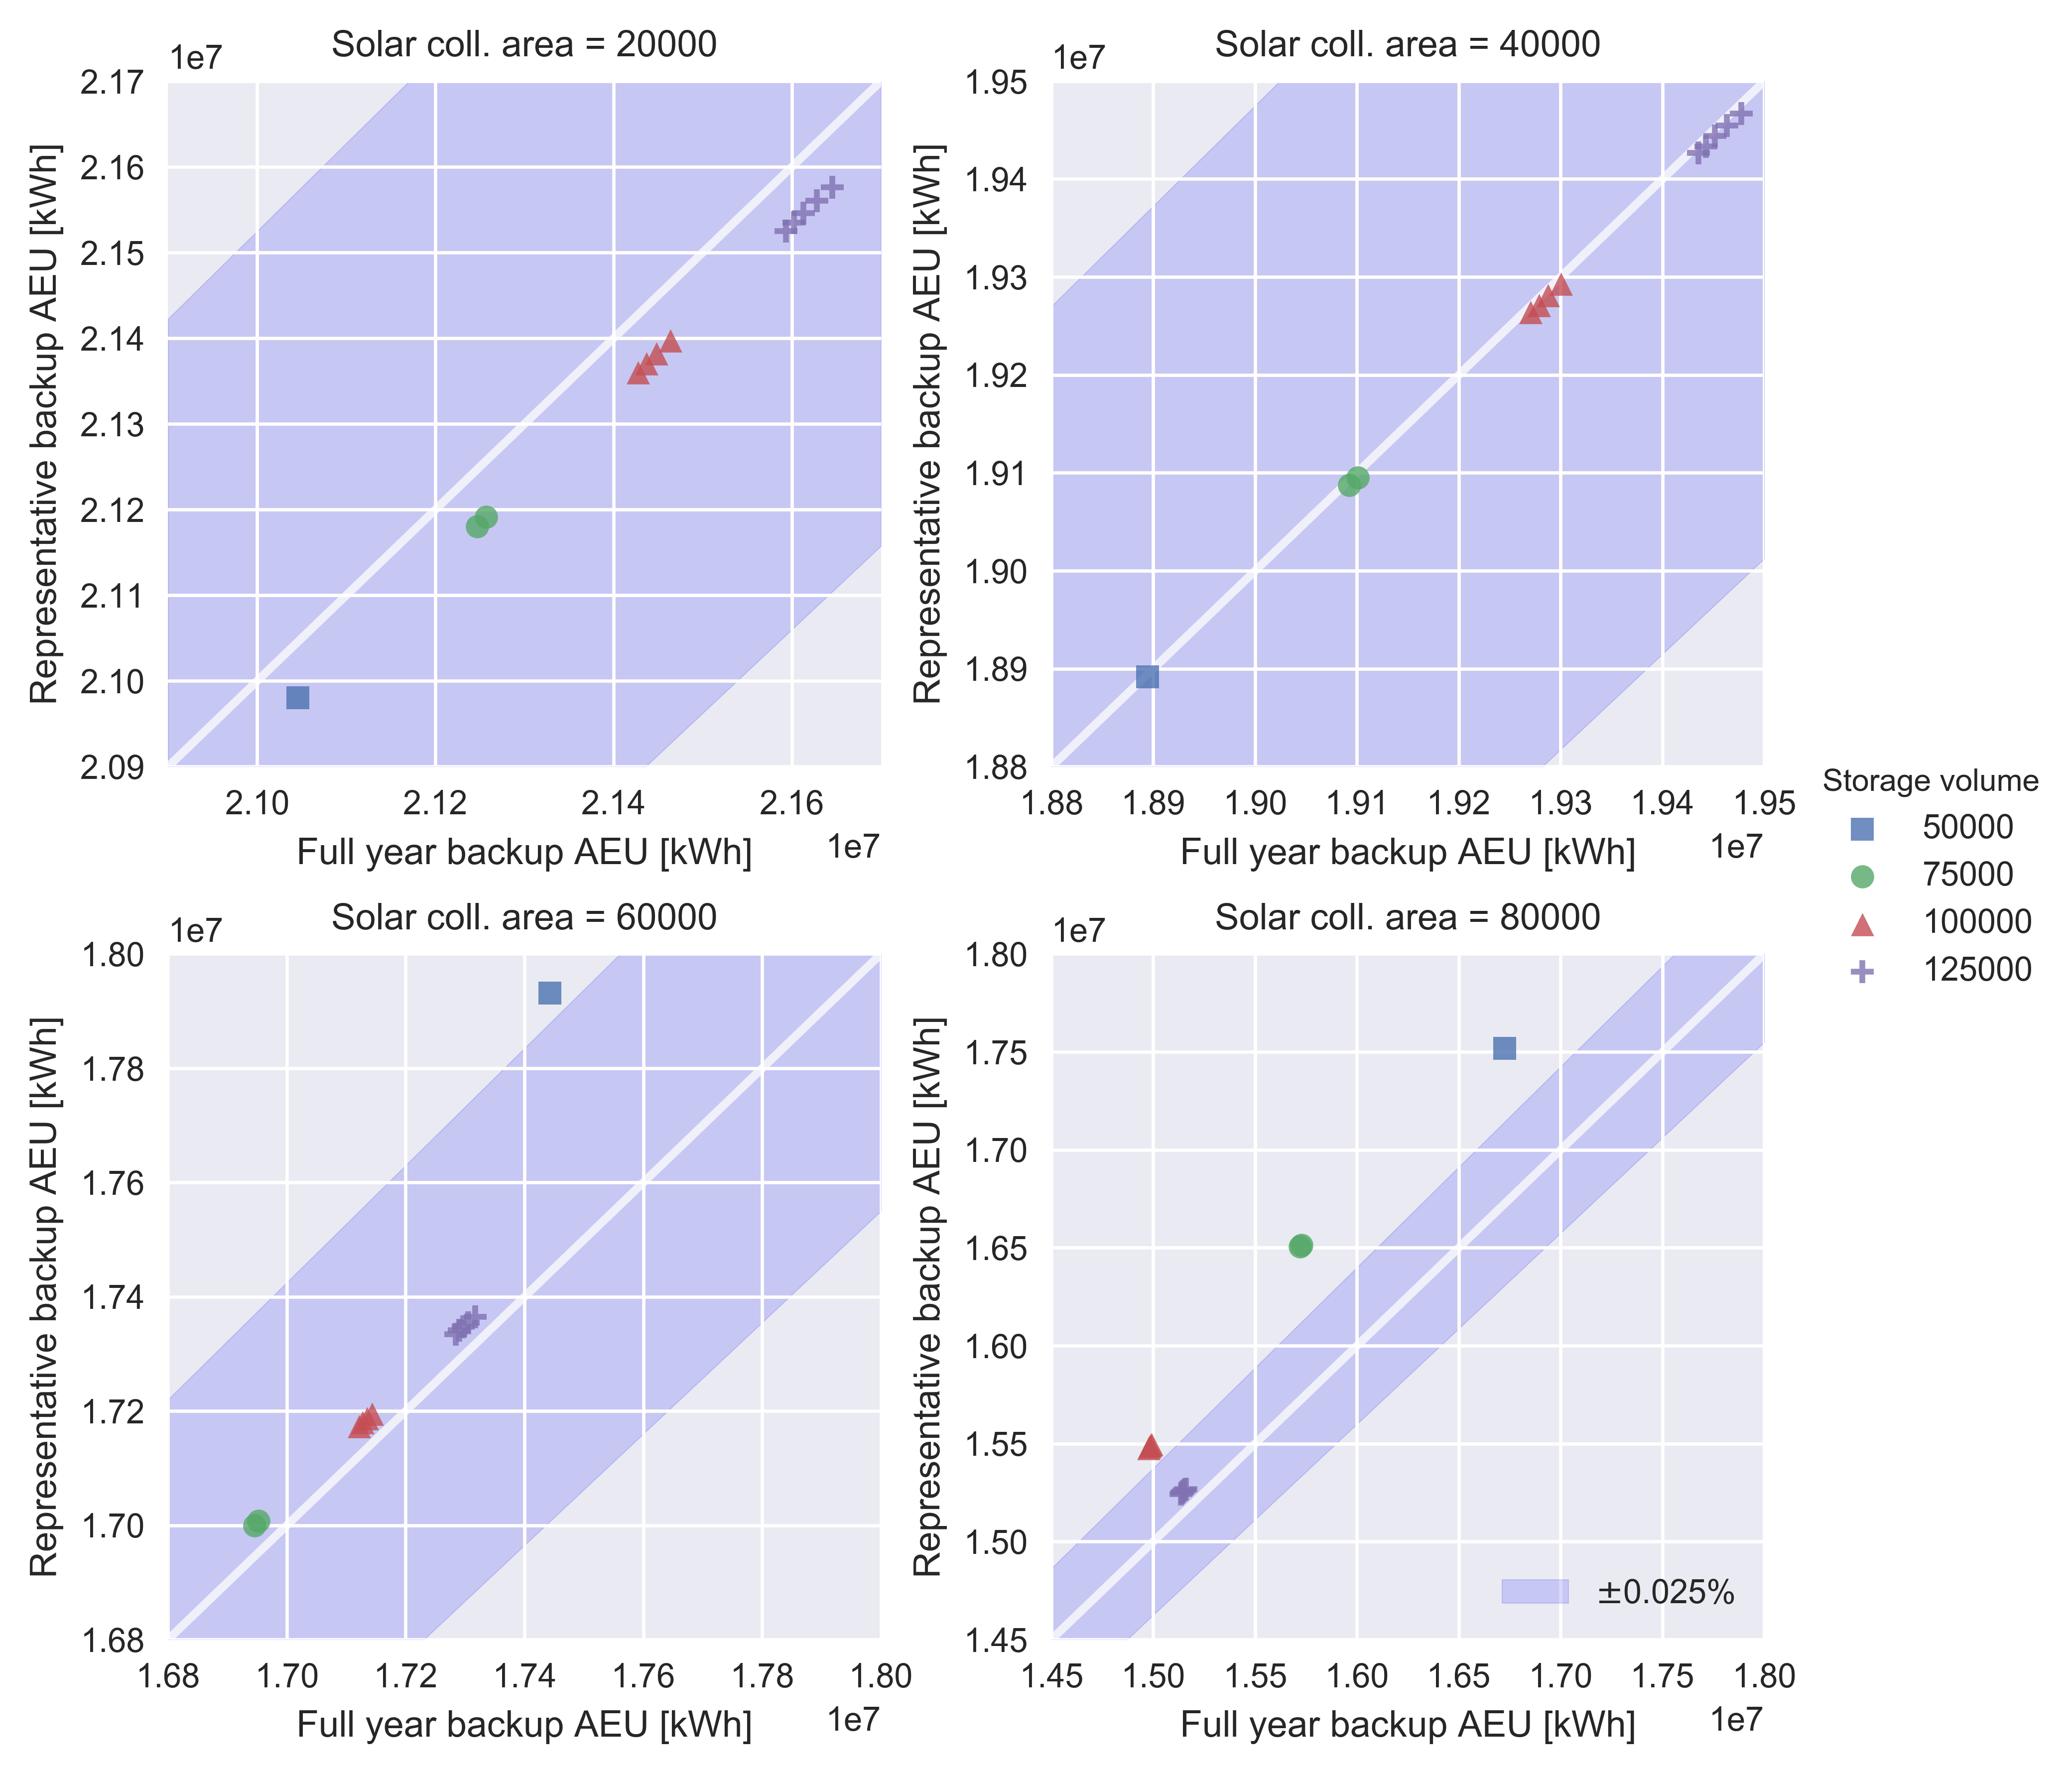 Solar coll. area = 20000
1e7
2.17
2.16
2.15
2.14
2.13
2.12
2.11
2.10
2.09
Representative backup AEU [kWh]
2.10 2.12 2.14 2.16
Full year backup AEU [kWh]
1e7
Solar coll. area = 40000
1e7
1.95
1.94
1.93
1.92
1.91
1.90
1.89
1.88
Representative backup AEU [kWh]
1.88 1.89 1.90 1.91 1.92 1.93 1.94 1.95
Full year backup AEU [kWh]
1e7
Storage volume
50000
75000
100000
125000
Solar coll. area = 60000
1e7
1.80
1.78
1.76
1.74
1.72
1.70
1.68
Representative backup AEU [kWh]
1.68 1.70 1.72 1.74 1.76 1.78 1.80
Full year backup AEU [kWh]
1e7
Solar coll. area = 80000
1e7
1.80
1.75
1.70
1.65
1.60
1.55
1.50
1.45
Representative backup AEU [kWh]
±0.025%
1.45 1.50 1.55 1.60 1.65 1.70 1.75 1.80
Full year backup AEU [kWh]
1e7